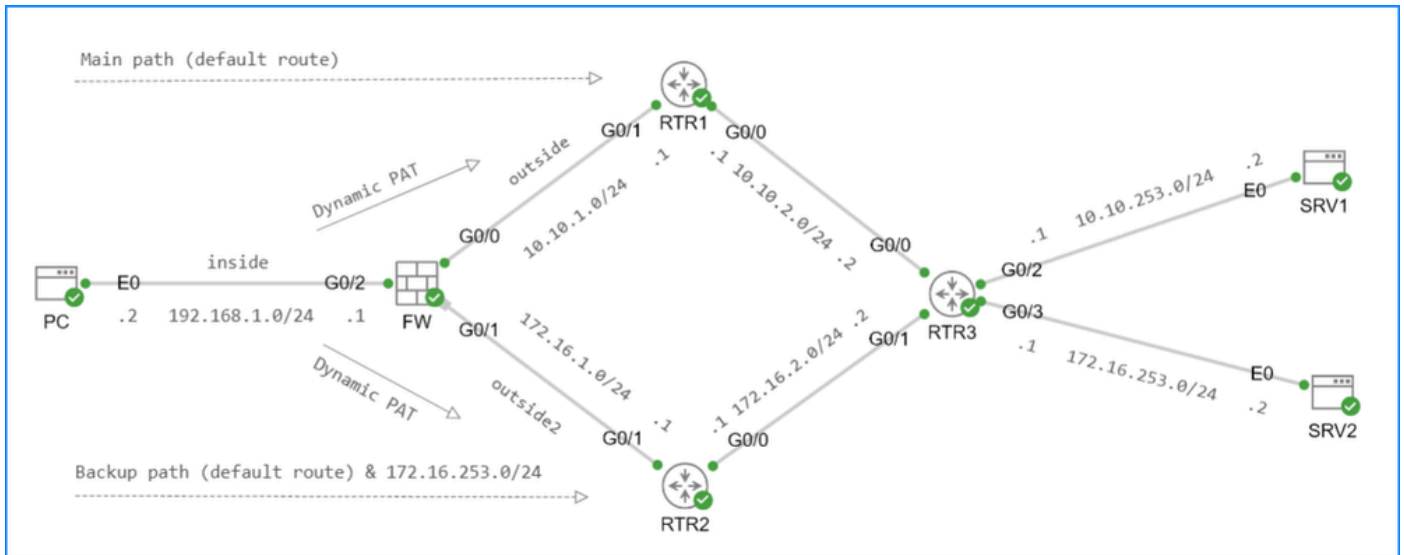 Main path (default route)
RTR1
G0/1
G0/0
outside
.1
.1 10.10.2.0/24 .2
Dynamic PAT
10.10.1.0/24
G0/0
G0/0
.2
10.10.253.0/24
E0
.1
SRV1
inside
E0
G0/2
G0/2
PC
.2 192.168.1.0/24 .1
FW
G0/1
172.16.1.0/24
RTR3
G0/3
G0/1
.1 172.16.2.0/24 .2
.1 172.16.253.0/24 .2
E0
SRV2
Dynamic PAT
outside2
.1
G0/1
G0/0
Backup path (default route) & 172.16.253.0/24
RTR2